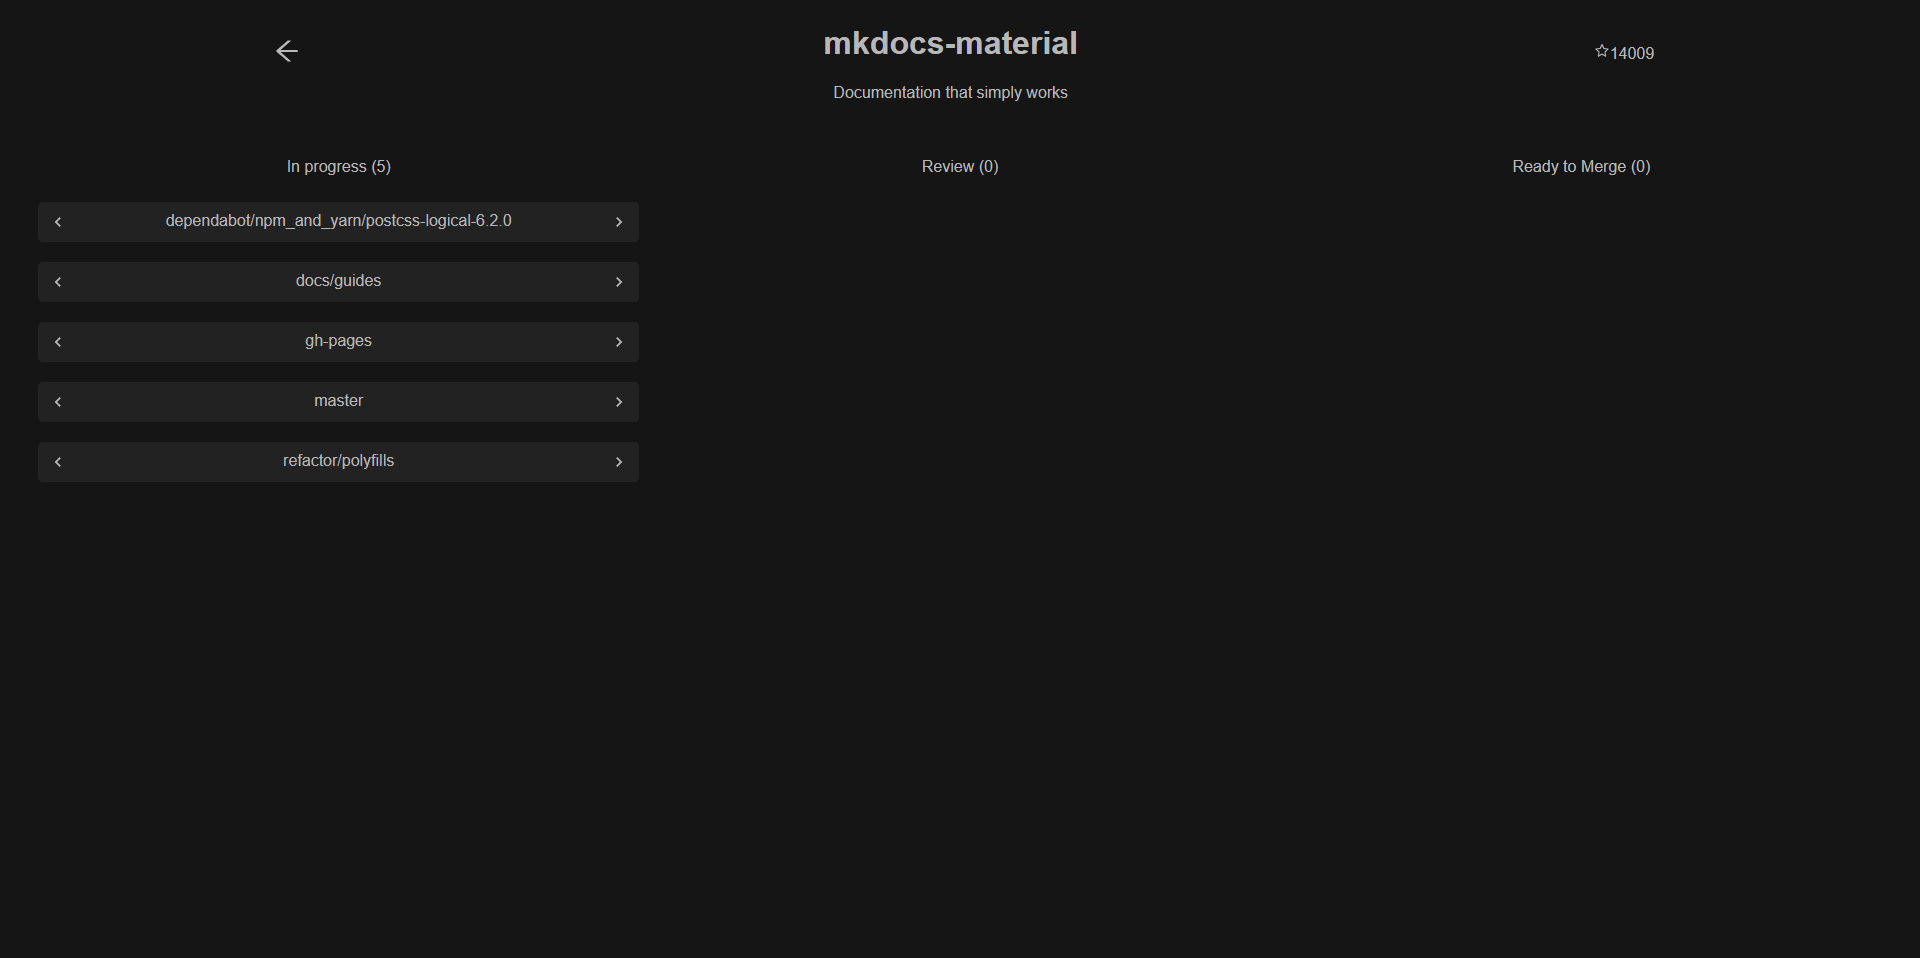 mkdocs-material
14009
Documentation that simply works
In progress (5)
Review (0)
Ready to Merge (0)
dependabot/npm_and_yarn/postcss-logical-6.2.0
docs/guides
gh-pages
master
refactor/polyfills